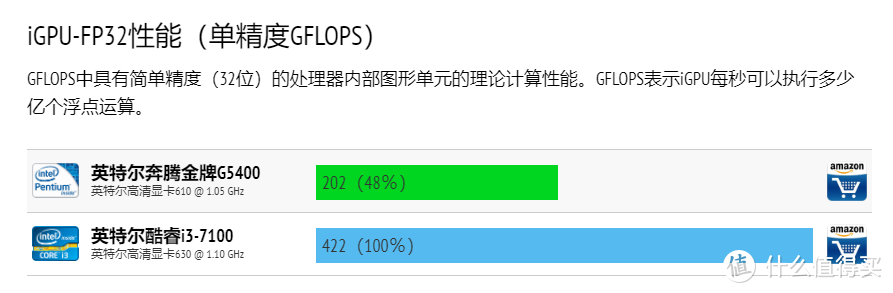 iGPU-FP32性能（单精度GFLOPS）
GFLOPS中具有简单精度（32位）的处理器内部图形单元的理论计算性能。GFLOPS表示iGPU每秒可以执行多少
亿个浮点运算。
intel
Pentium
inside
英特尔奔腾金牌G5400
英特尔高清显卡610 @ 1.05 GHz
202（48%）
amazon
intel inside
CORE i3
英特尔酷睿i3-7100
英特尔高清显卡630 @ 1.10 GHz
422（100%）
amazon
值 什么值得买